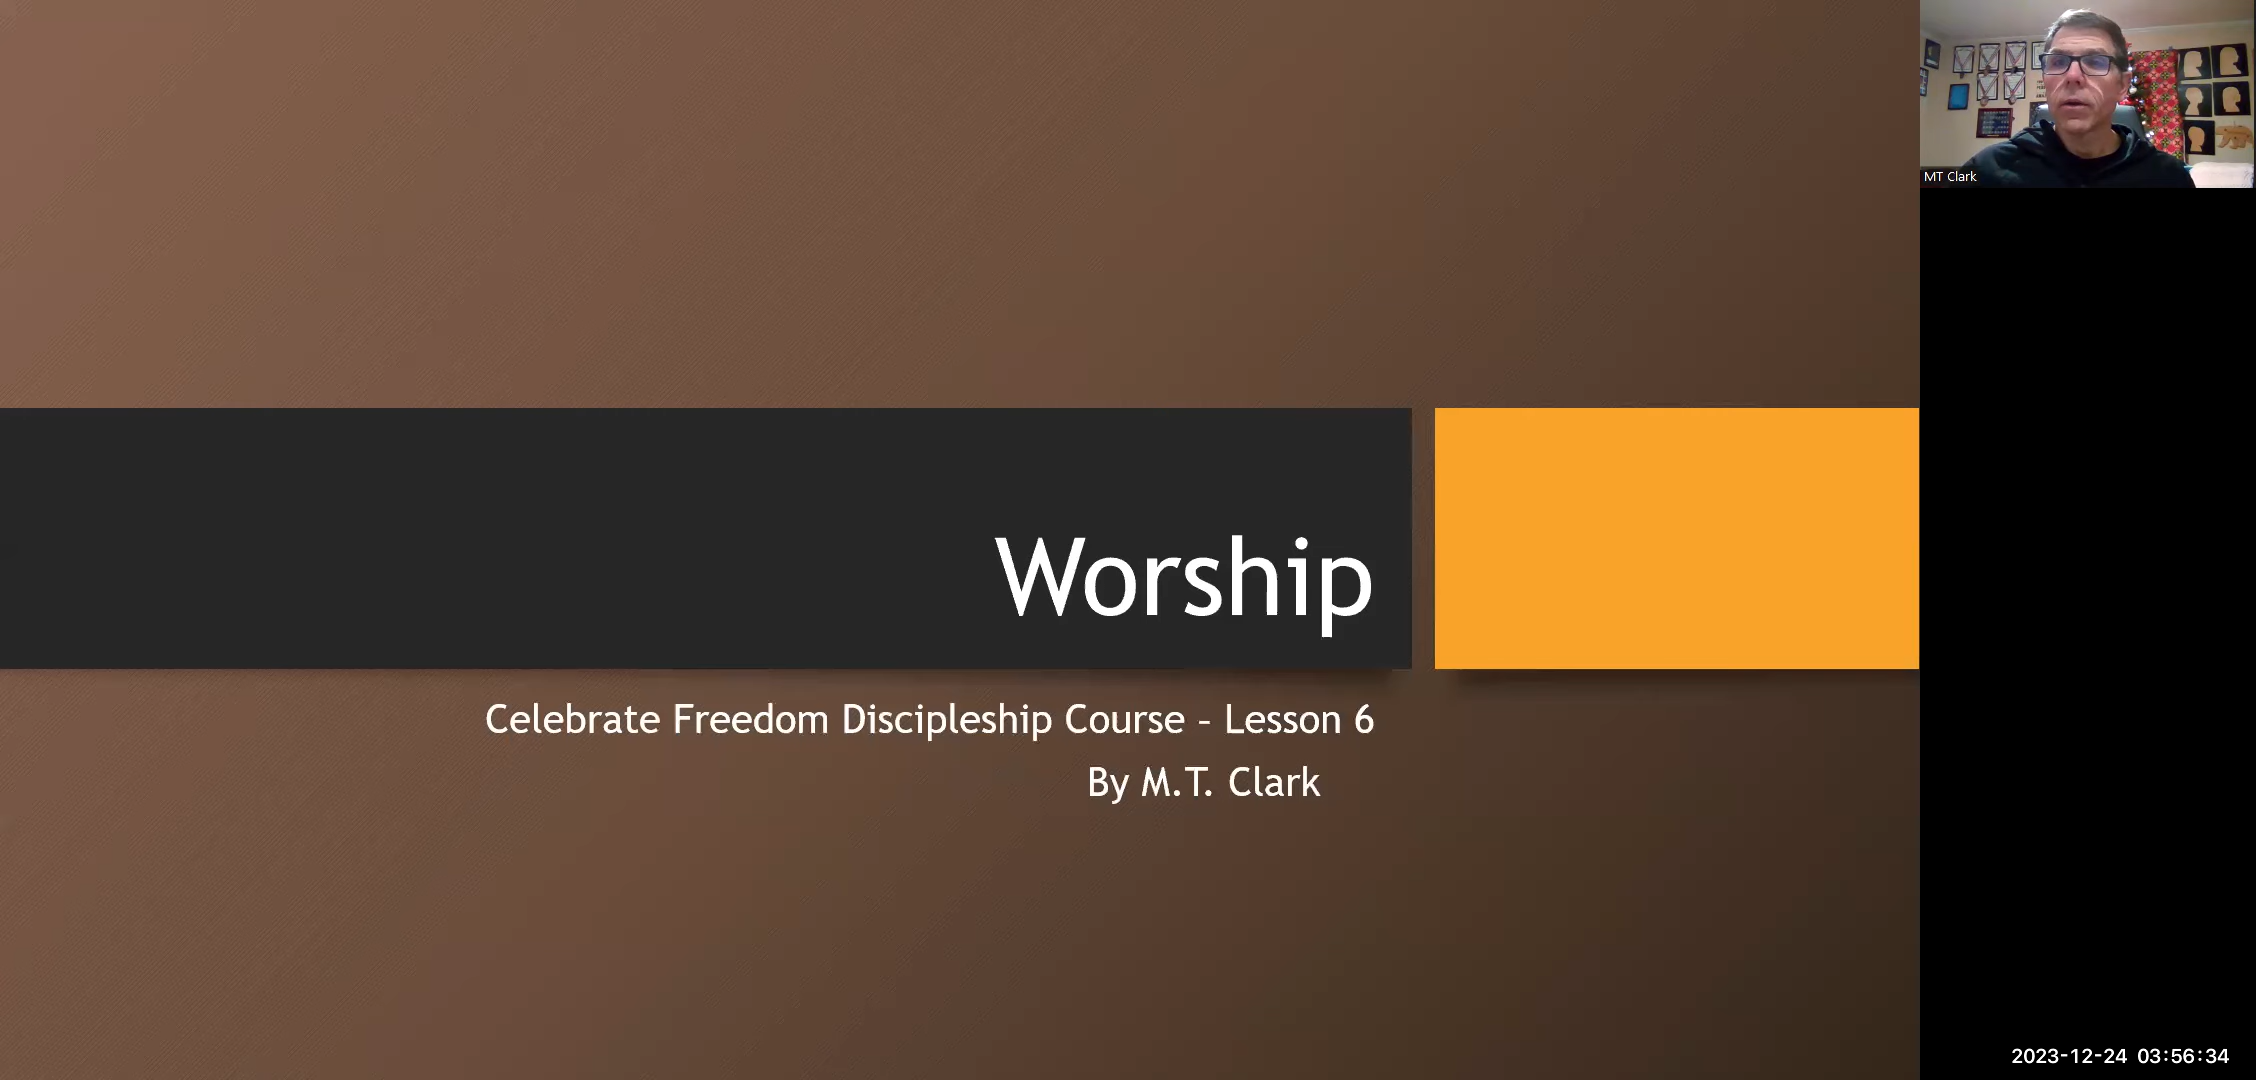 Worship
Celebrate Freedom Discipleship Course – Lesson 6
By M.T. Clark
MT Clark
2023-12-24 03:56:34